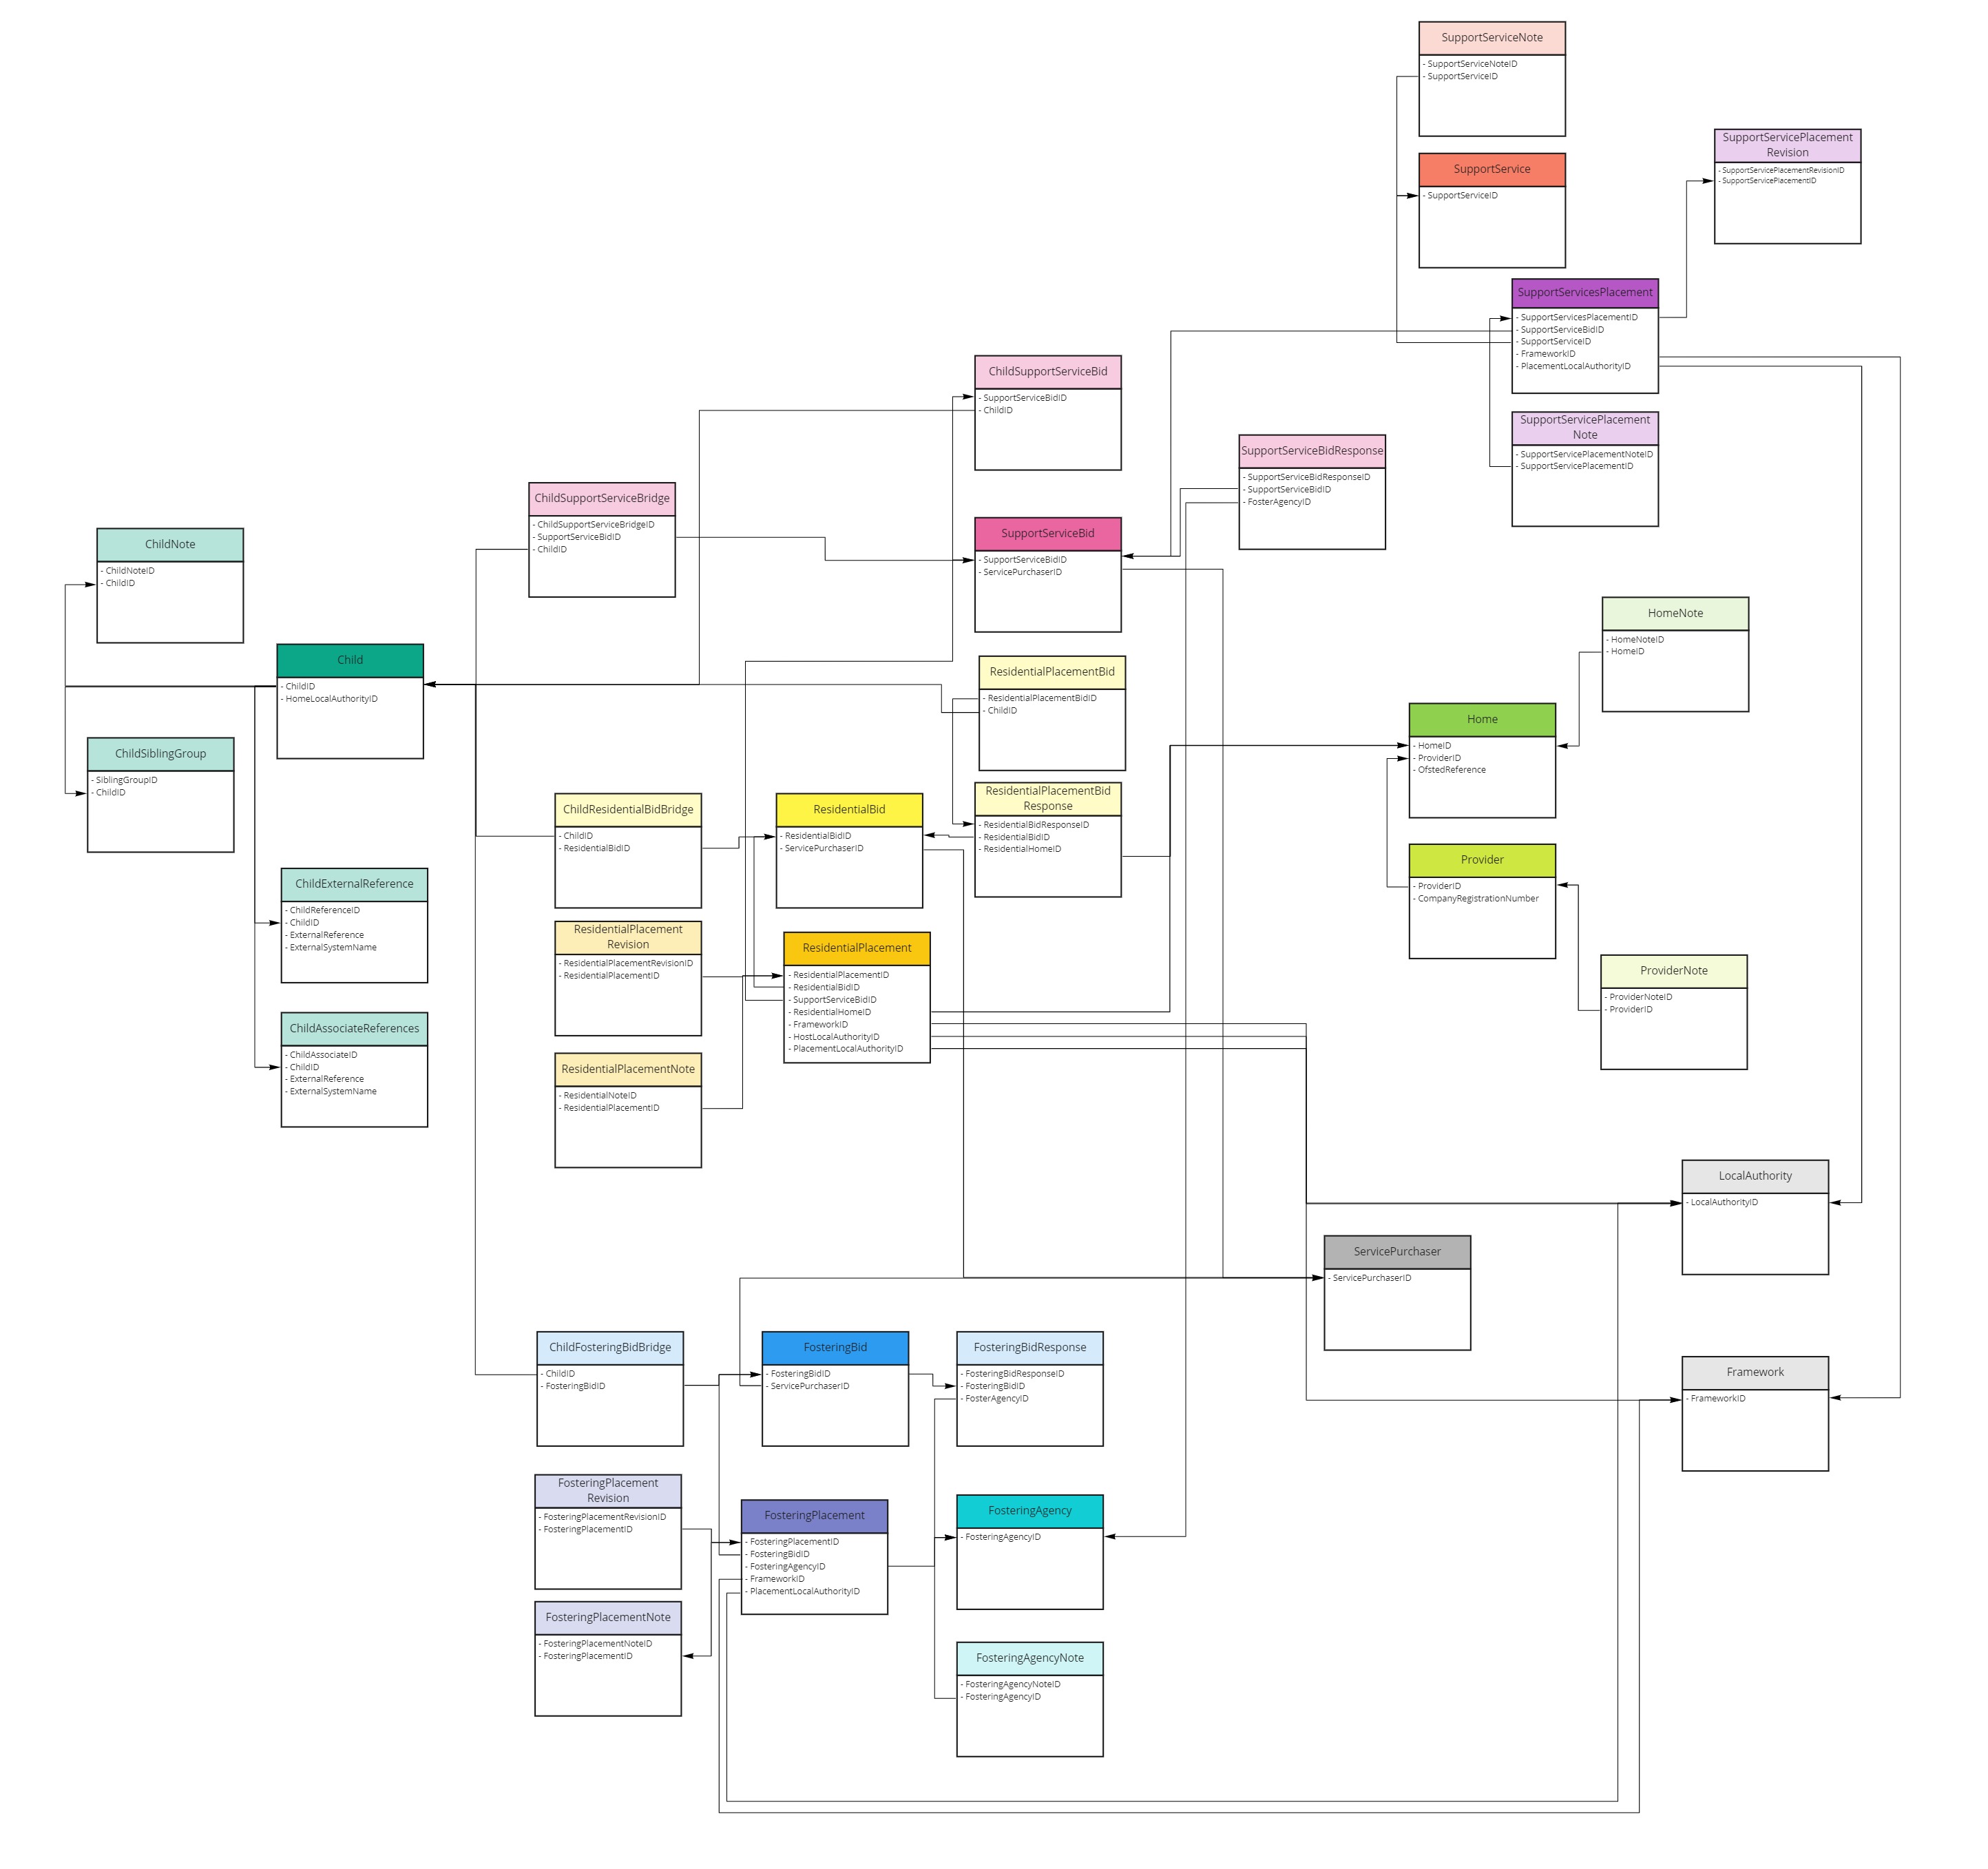 SupportServiceNote
- SupportServiceNoteID
- SupportServiceID
SupportServicePlacement
Revision
- SupportServicePlacementRevisionID
- SupportServicePlacementID
SupportService
- SupportServiceID
SupportServicesPlacement
- SupportServicesPlacementID
- SupportServiceBidID
- SupportServiceID
- FrameworkID
- PlacementLocalAuthorityID
ChildSupportServiceBid
- SupportServiceBidID
- ChildID
SupportServicePlacement
Note
- SupportServicePlacementNoteID
- SupportServicePlacementID
SupportServiceBidResponse
- SupportServiceBidResponseID
- SupportServiceBidID
- FosterAgencyID
ChildSupportServiceBridge
- ChildSupportServiceBridgeID
- SupportServiceBidID
- ChildID
SupportServiceBid
- SupportServiceBidID
- ServicePurchaserID
ChildNote
- ChildNoteID
- ChildID
HomeNote
- HomeNoteID
- HomeID
Child
- ChildID
- HomeLocalAuthorityID
ResidentialPlacementBid
- ResidentialPlacementBidID
- ChildID
Home
- HomeID
- ProviderID
- OfstedReference
ChildSiblingGroup
- SiblingGroupID
- ChildID
ChildResidentialBidBridge
- ChildID
- ResidentialBidID
ResidentialBid
- ResidentialBidID
- ServicePurchaserID
ResidentialPlacementBid
Response
- ResidentialBidResponseID
- ResidentialBidID
- ResidentialHomeID
Provider
- ProviderID
- CompanyRegistrationNumber
ChildExternalReference
- ChildReferenceID
- ChildID
- ExternalReference
- ExternalSystemName
ResidentialPlacement
Revision
- ResidentialPlacementRevisionID
- ResidentialPlacementID
ResidentialPlacement
- ResidentialPlacementID
- ResidentialBidID
- SupportServiceBidID
- ResidentialHomeID
- FrameworkID
- HostLocalAuthorityID
- PlacementLocalAuthorityID
ProviderNote
- ProviderNoteID
- ProviderID
ChildAssociateReferences
- ChildAssociateID
- ChildID
- ExternalReference
- ExternalSystemName
ResidentialPlacementNote
- ResidentialNoteID
- ResidentialPlacementID
LocalAuthority
- LocalAuthorityID
ServicePurchaser
- ServicePurchaserID
ChildFosteringBidBridge
- ChildID
- FosteringBidID
FosteringBid
- FosteringBidID
- ServicePurchaserID
FosteringBidResponse
- FosteringBidResponseID
- FosteringBidID
- FosterAgencyID
Framework
- FrameworkID
FosteringPlacement
Revision
- FosteringPlacementRevisionID
- FosteringPlacementID
FosteringPlacement
- FosteringPlacementID
- FosteringBidID
- FosteringAgencyID
- FrameworkID
- PlacementLocalAuthorityID
FosteringAgency
- FosteringAgencyID
FosteringPlacementNote
- FosteringPlacementNoteID
- FosteringPlacementID
FosteringAgencyNote
- FosteringAgencyNoteID
- FosteringAgencyID